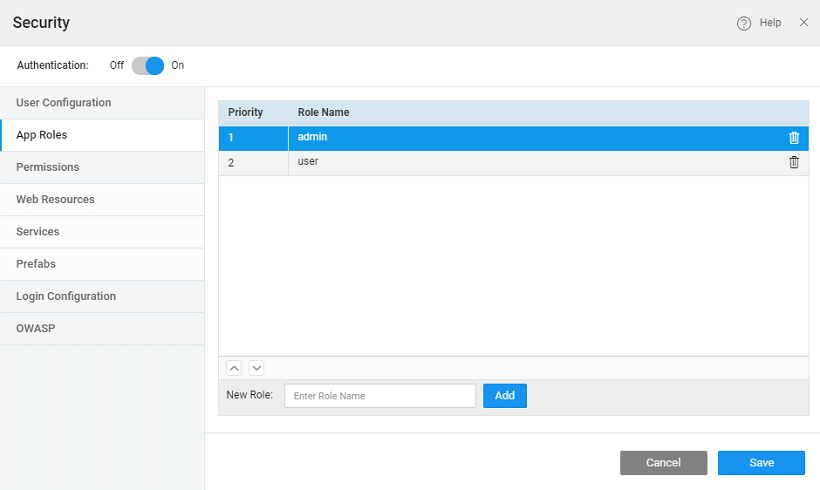 Security
Help
Authentication: Off On
User Configuration
App Roles
Permissions
Web Resources
Services
Prefabs
Login Configuration
OWASP
Priority Role Name
1 admin
2 user
New Role: Enter Role Name Add
Cancel Save